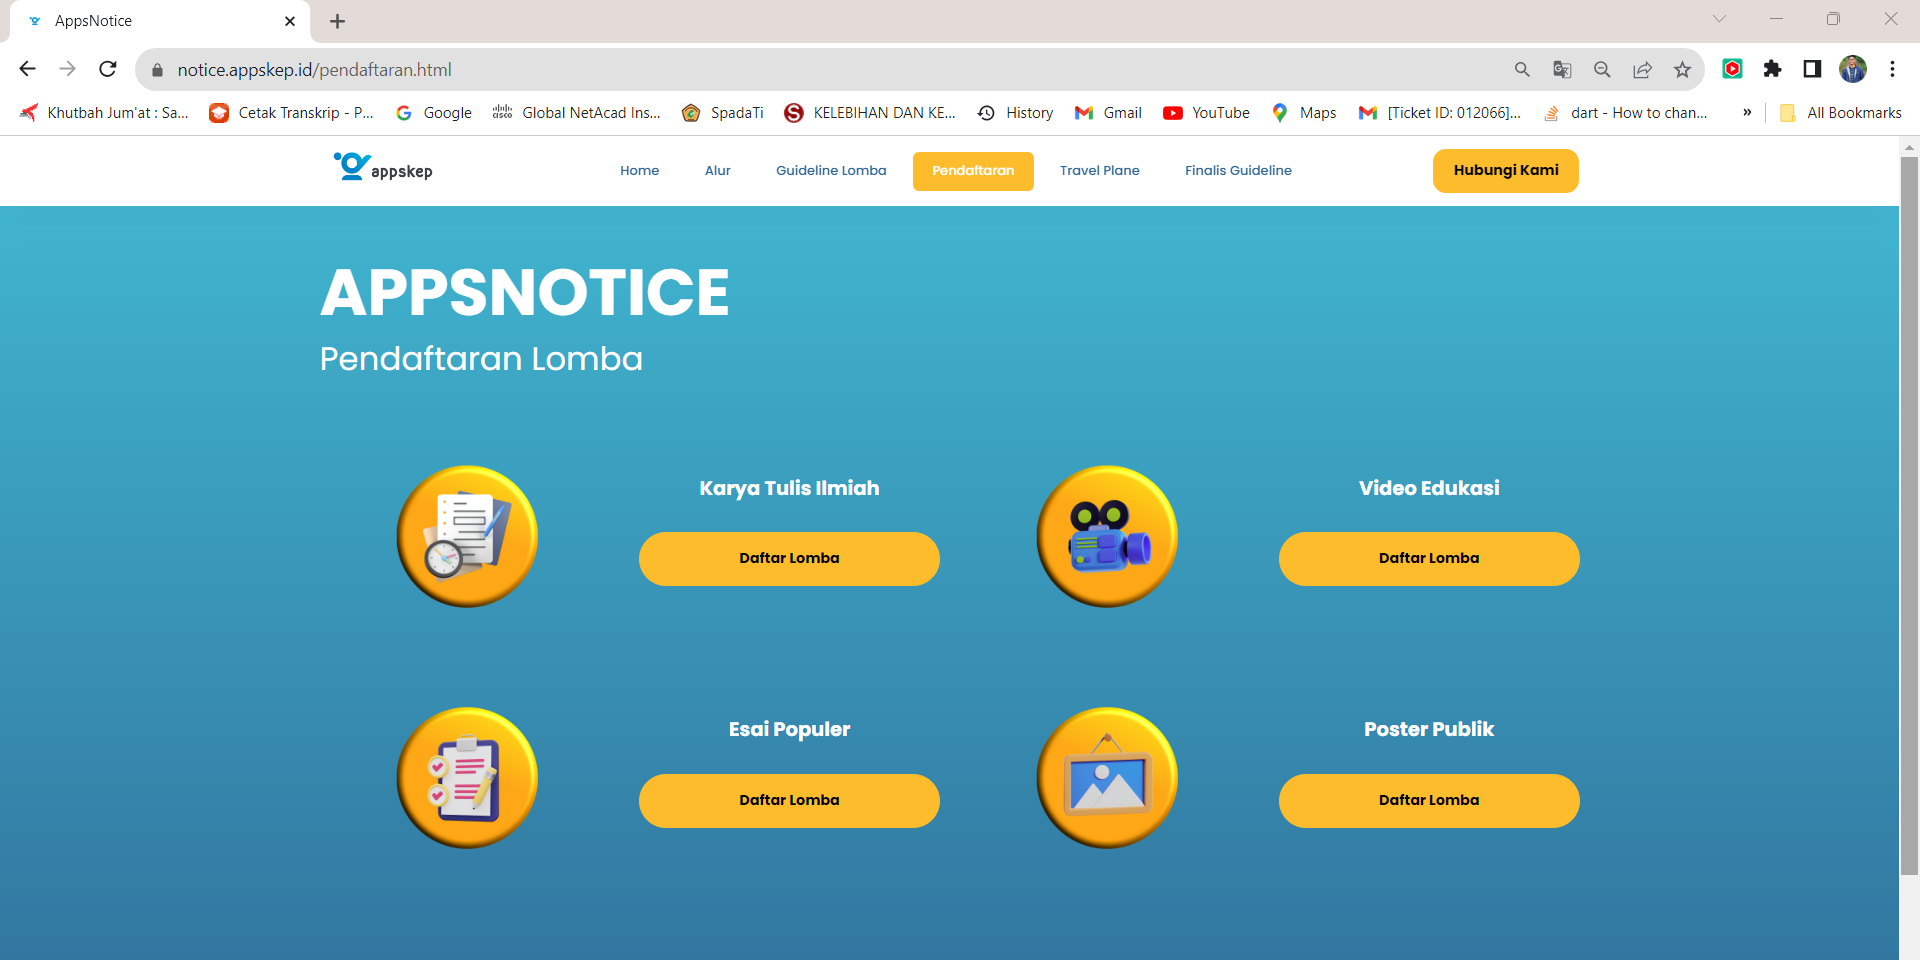 AppsNotice
notice.appskep.id/pendaftaran.html
Khutbah Jum'at : Sa...
Cetak Transkrip - P...
Google
Global NetAcad Ins...
SpadaTi
KELEBIHAN DAN KE...
History
Gmail
YouTube
Maps
[Ticket ID: 012066]...
dart - How to chan...
»
All Bookmarks
appskep
Home
Alur
Guideline Lomba
Pendaftaran
Travel Plane
Finalis Guideline
Hubungi Kami
APPSNOTICE
Pendaftaran Lomba
Karya Tulis Ilmiah
Daftar Lomba
Video Edukasi
Daftar Lomba
Esai Populer
Daftar Lomba
Poster Publik
Daftar Lomba